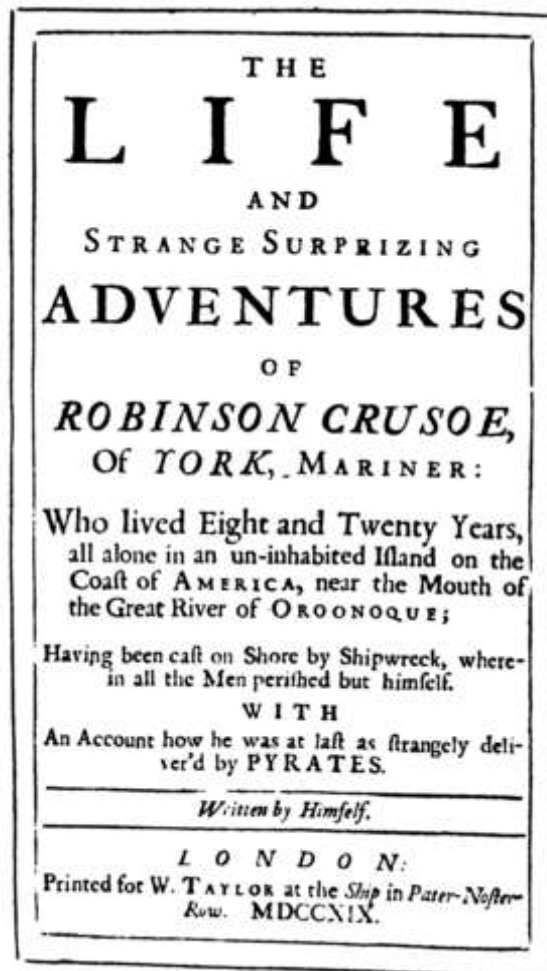 THE
LIFE
AND
STRANGE SURPRIZING
ADVENTURES
OF
ROBINSON CRUSOE,
Of YORK, MARINER:
Who lived Eight and Twenty Years,
all alone in an un-inhabited Iſland on the
Coaſt of AMERICA, near the Mouth of
the Great River of OROONOQUE;
Having been caſt on Shore by Shipwreck, where-
in all the Men periſhed but himſelf.
WITH
An Account how he was at laſt as ſtrangely deli-
ver'd by PYRATES.
Written by Himſelf.
LONDON:
Printed for W. TAYLOR at the Ship in Pater-Noſter-
Row. MDCCXIX.